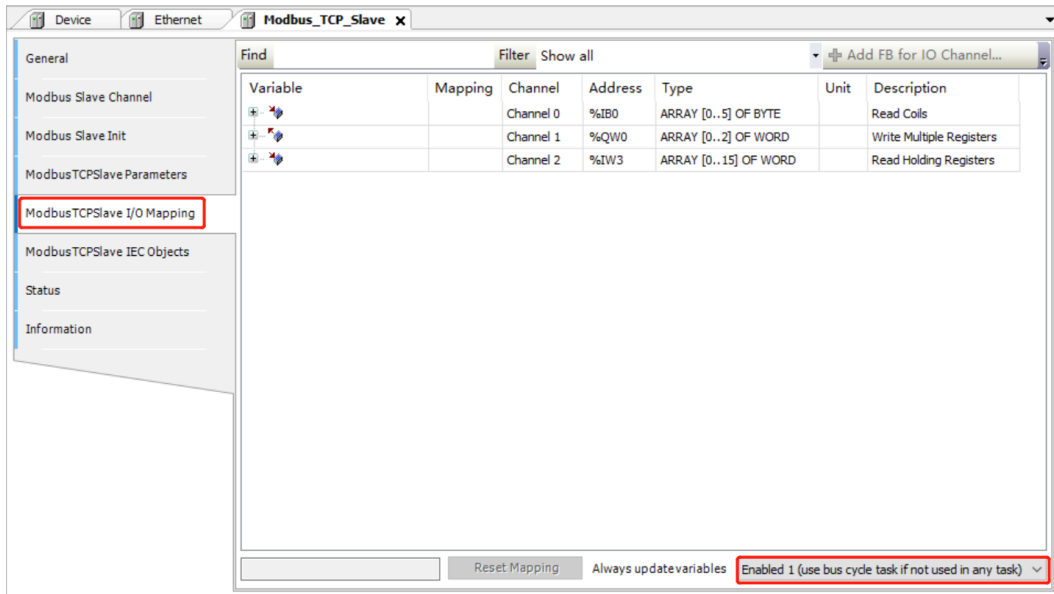 Device Ethernet Modbus_TCP_Slave
General
Modbus Slave Channel
Modbus Slave Init
ModbusTCPSlave Parameters
ModbusTCPSlave I/O Mapping
ModbusTCPSlave IEC Objects
Status
Information
Find Filter Show all Add FB for IO Channel...
Variable Mapping Channel Address Type Unit Description
Channel 0 %IB0 ARRAY [0..5] OF BYTE Read Coils
Channel 1 %QW0 ARRAY [0..2] OF WORD Write Multiple Registers
Channel 2 %IW3 ARRAY [0..15] OF WORD Read Holding Registers
Reset Mapping Always update variables Enabled 1 (use bus cycle task if not used in any task)